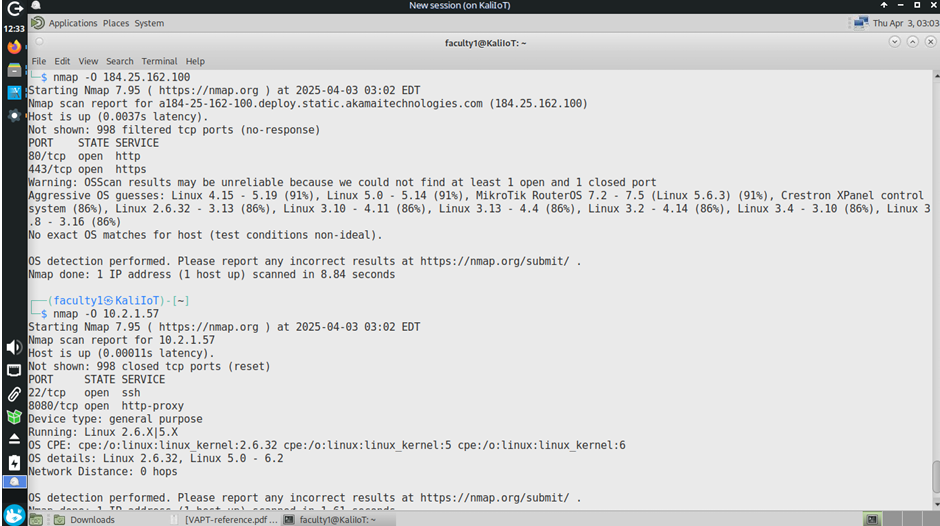 New session (on KaliIoT)
12:33
Applications Places System
Thu Apr 3, 03:03
faculty1@KaliIoT: ~
File Edit View Search Terminal Help
└─$ nmap -O 184.25.162.100
Starting Nmap 7.95 ( https://nmap.org ) at 2025-04-03 03:02 EDT
Nmap scan report for a184-25-162-100.deploy.static.akamaitechnologies.com (184.25.162.100)
Host is up (0.0037s latency).
Not shown: 998 filtered tcp ports (no-response)
PORT    STATE SERVICE
80/tcp  open  http
443/tcp open  https
Warning: OSScan results may be unreliable because we could not find at least 1 open and 1 closed port
Aggressive OS guesses: Linux 4.15 - 5.19 (91%), Linux 5.0 - 5.14 (91%), MikroTik RouterOS 7.2 - 7.5 (Linux 5.6.3) (91%), Crestron XPanel control
system (86%), Linux 2.6.32 - 3.13 (86%), Linux 3.10 - 4.11 (86%), Linux 3.13 - 4.4 (86%), Linux 3.2 - 4.14 (86%), Linux 3.4 - 3.10 (86%), Linux 3
.8 - 3.16 (86%)
No exact OS matches for host (test conditions non-ideal).
OS detection performed. Please report any incorrect results at https://nmap.org/submit/ .
Nmap done: 1 IP address (1 host up) scanned in 8.84 seconds
┌──(faculty1㉿KaliIoT)-[~]
└─$ nmap -O 10.2.1.57
Starting Nmap 7.95 ( https://nmap.org ) at 2025-04-03 03:02 EDT
Nmap scan report for 10.2.1.57
Host is up (0.00011s latency).
Not shown: 998 closed tcp ports (reset)
PORT     STATE SERVICE
22/tcp   open  ssh
8080/tcp open  http-proxy
Device type: general purpose
Running: Linux 2.6.X|5.X
OS CPE: cpe:/o:linux:linux_kernel:2.6.32 cpe:/o:linux:linux_kernel:5 cpe:/o:linux:linux_kernel:6
OS details: Linux 2.6.32, Linux 5.0 - 6.2
Network Distance: 0 hops
OS detection performed. Please report any incorrect results at https://nmap.org/submit/ .
Nmap done: 1 IP address (1 host up) scanned in 1.61 seconds
Downloads
[VAPT-reference.pdf ...
faculty1@KaliIoT: ~